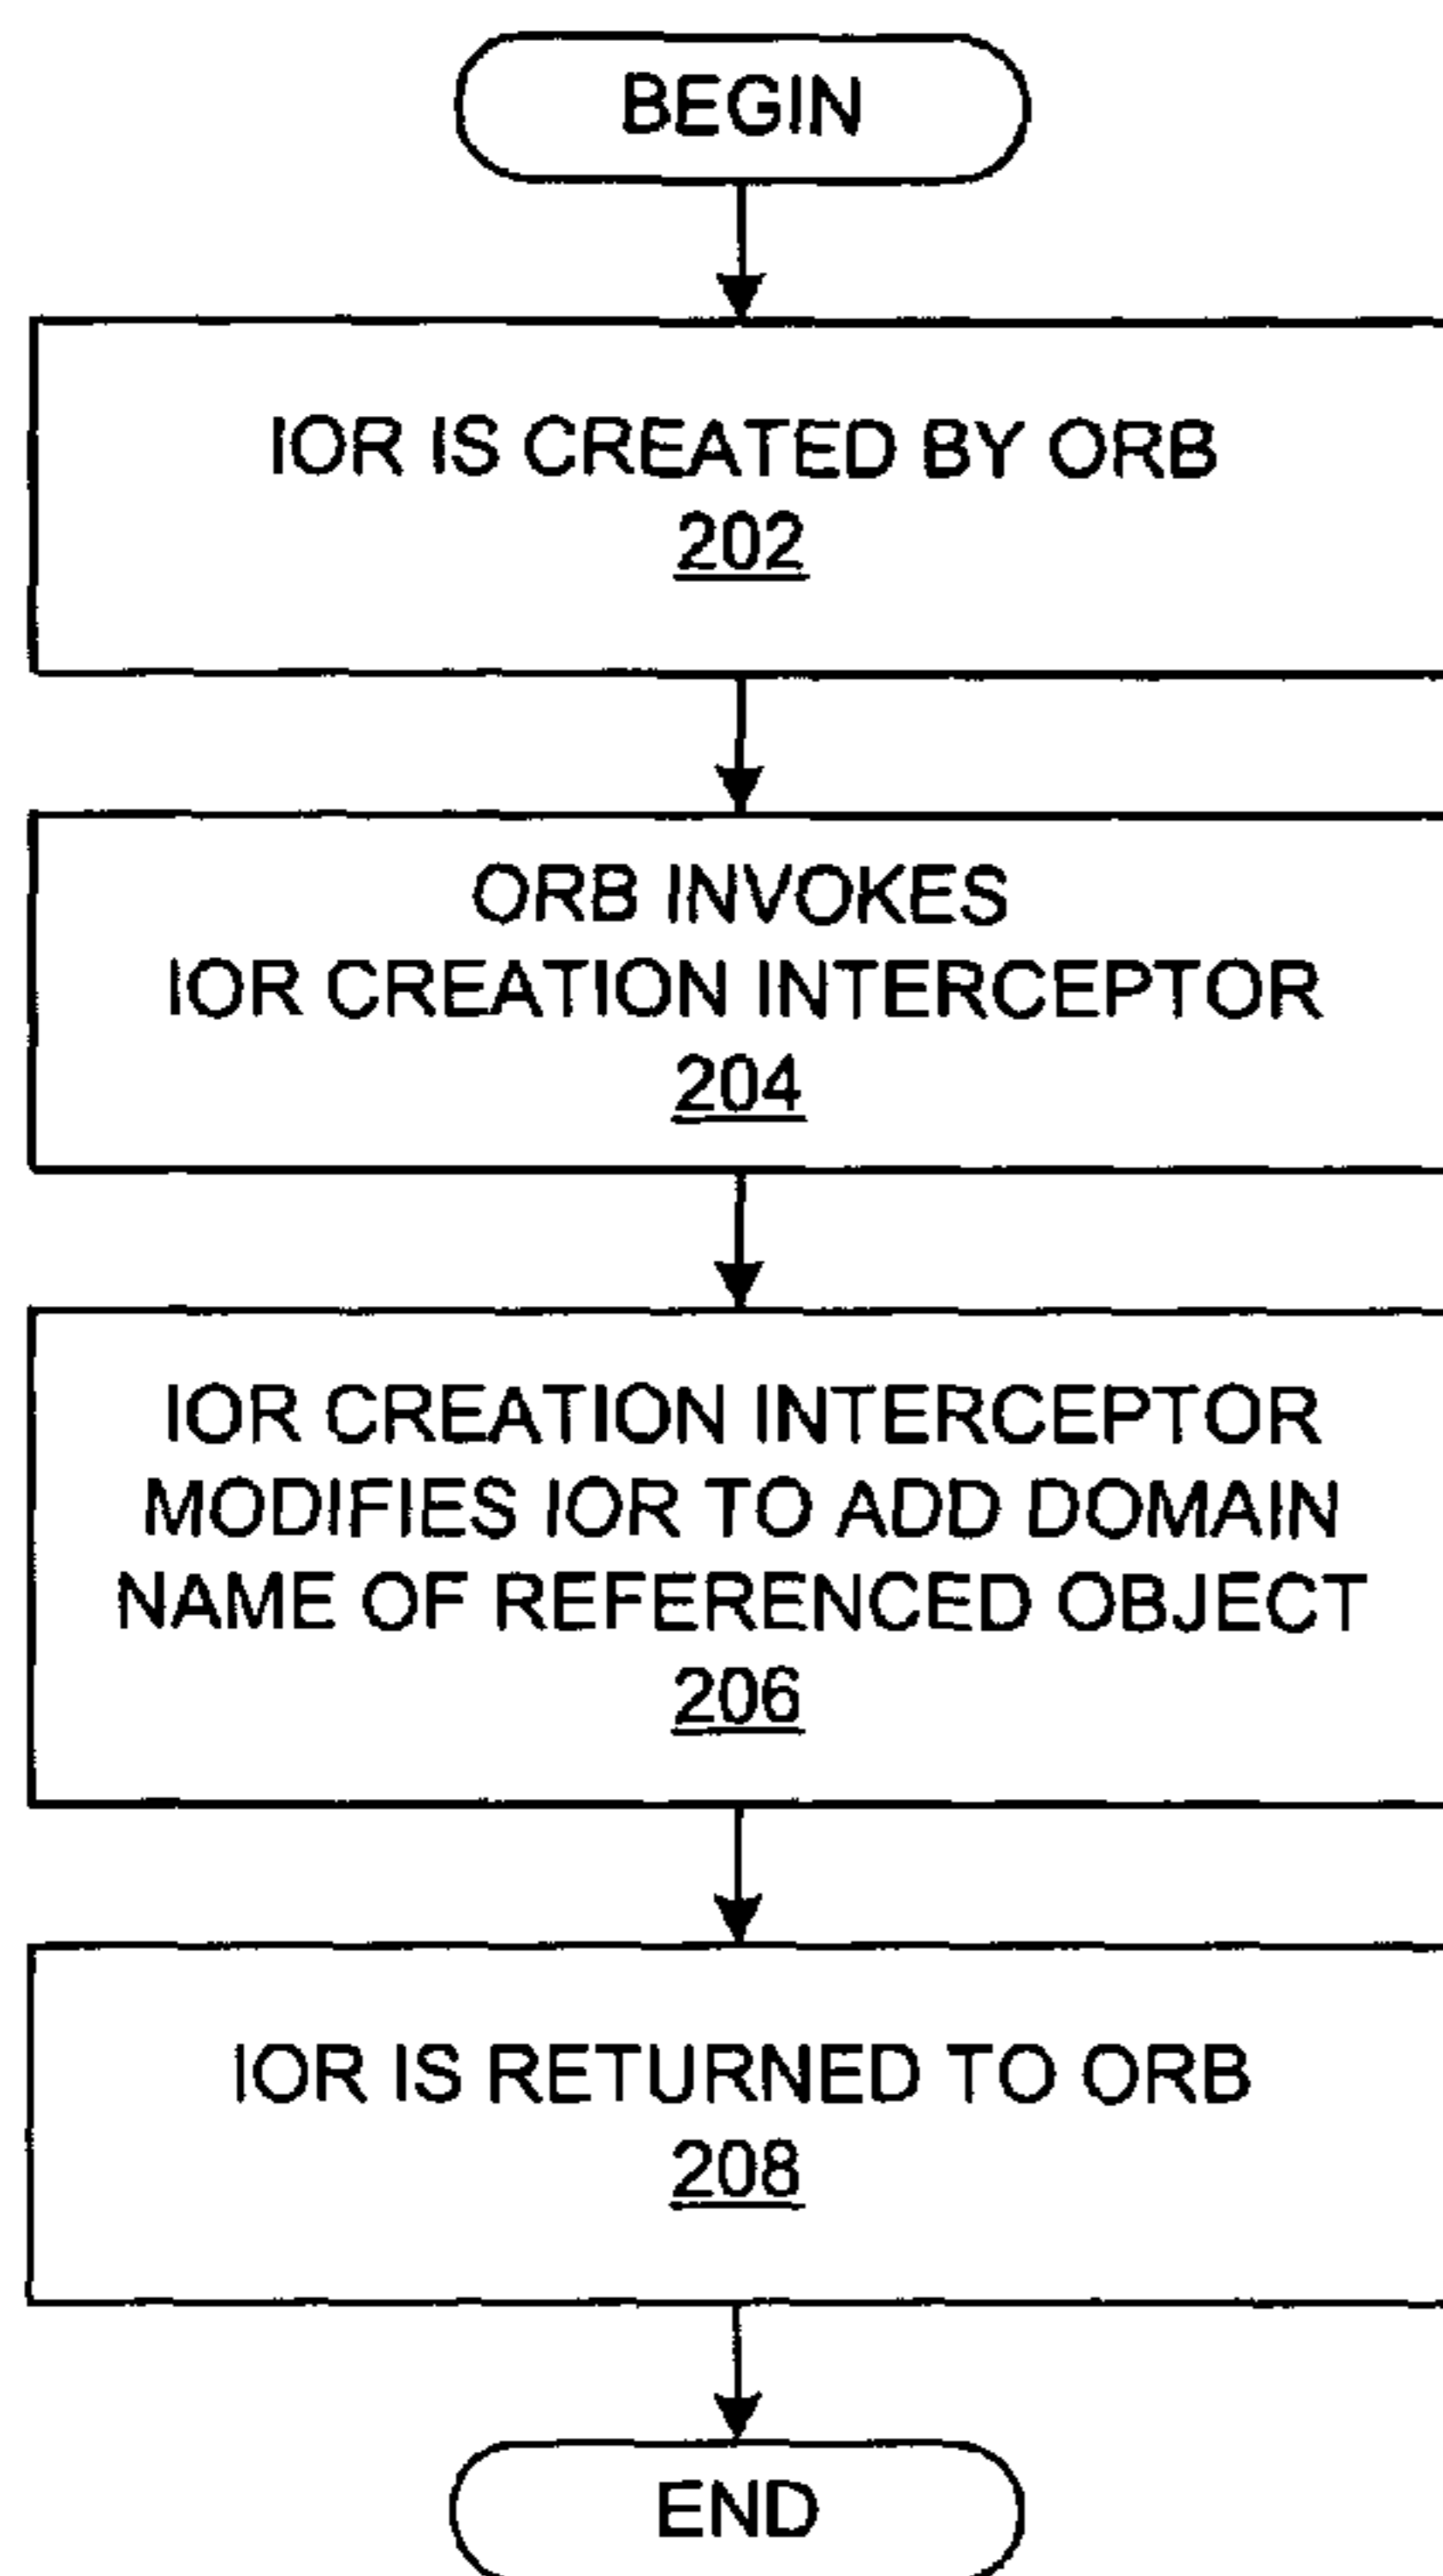 BEGIN
IOR IS CREATED BY ORB
202
ORB INVOKES
IOR CREATION INTERCEPTOR
204
IOR CREATION INTERCEPTOR
MODIFIES IOR TO ADD DOMAIN
NAME OF REFERENCED OBJECT
206
IOR IS RETURNED TO ORB
208
END